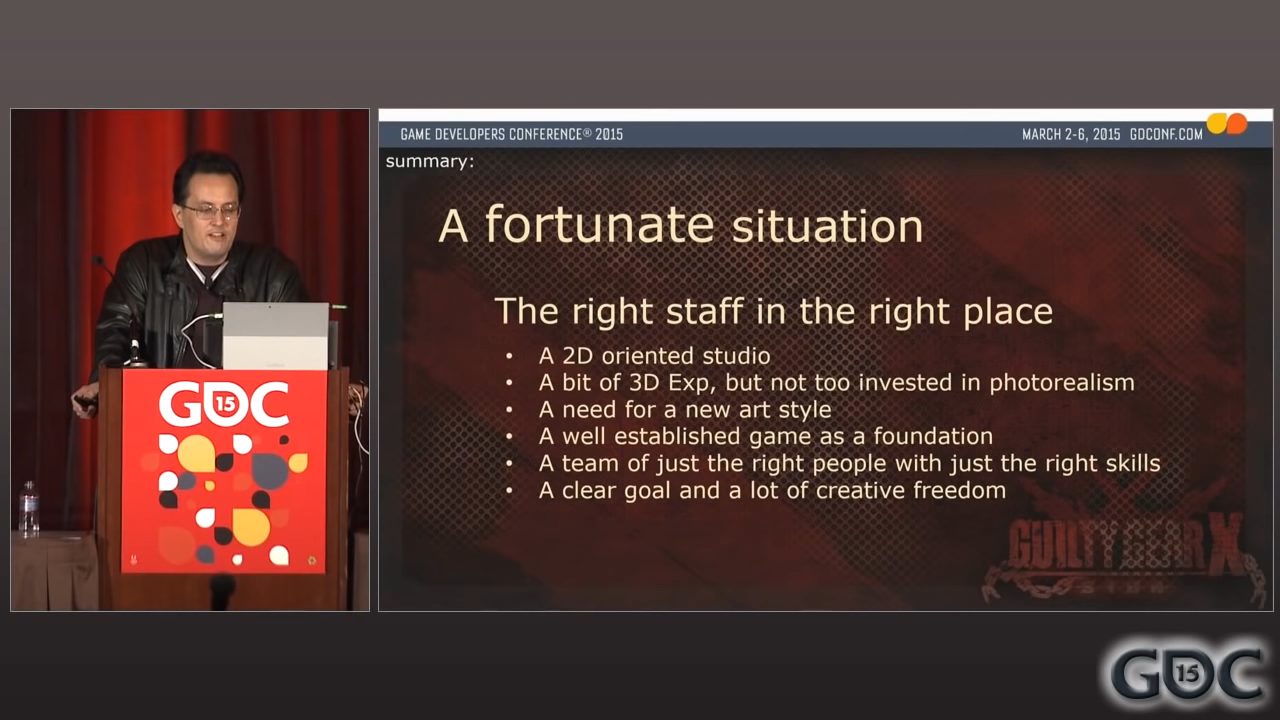 GAME DEVELOPERS CONFERENCE® 2015
MARCH 2-6, 2015 GDCONF.COM
summary:
A fortunate situation
The right staff in the right place
• A 2D oriented studio
• A bit of 3D Exp, but not too invested in photorealism
• A need for a new art style
• A well established game as a foundation
• A team of just the right people with just the right skills
• A clear goal and a lot of creative freedom
GUILTY GEAR X
GDC
15
GDC
15